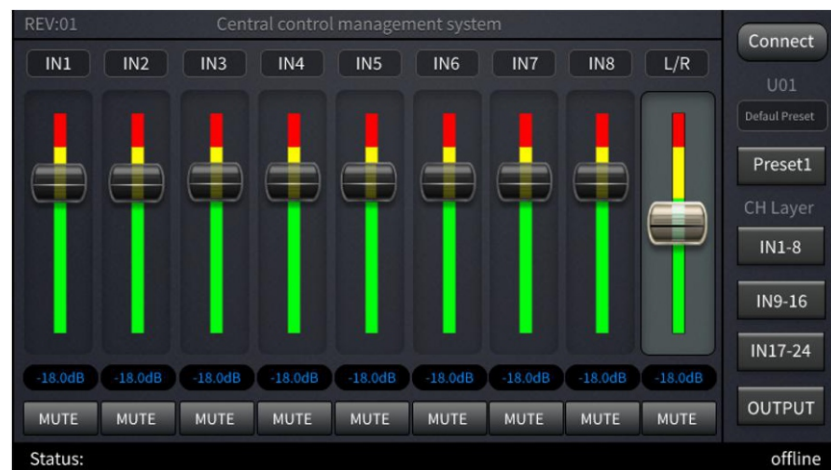 REV:01 Central control management system
IN1 IN2 IN3 IN4 IN5 IN6 IN7 IN8 L/R
-18.0dB -18.0dB -18.0dB -18.0dB -18.0dB -18.0dB -18.0dB -18.0dB -18.0dB
MUTE MUTE MUTE MUTE MUTE MUTE MUTE MUTE MUTE
Connect
U01
Defaul Preset
Preset1
CH Layer
IN1-8
IN9-16
IN17-24
OUTPUT
Status: offline